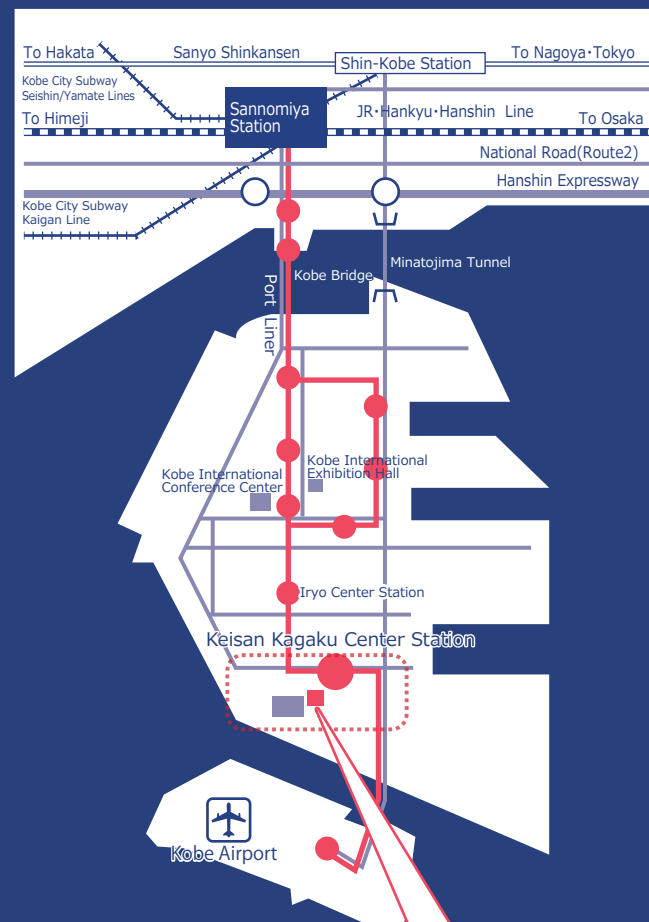 To Hakata
Sanyo Shinkansen
Shin-Kobe Station
To Nagoya・Tokyo
Kobe City Subway
Seishin/Yamate Lines
To Himeji
Sannomiya
Station
JR・Hankyu・Hanshin Line
To Osaka
National Road(Route2)
Hanshin Expressway
Kobe City Subway
Kaigan Line
Minatojima Tunnel
Kobe Bridge
Port Liner
Kobe International
Conference Center
Kobe International
Exhibition Hall
Iryo Center Station
Keisan Kagaku Center Station
Kobe Airport